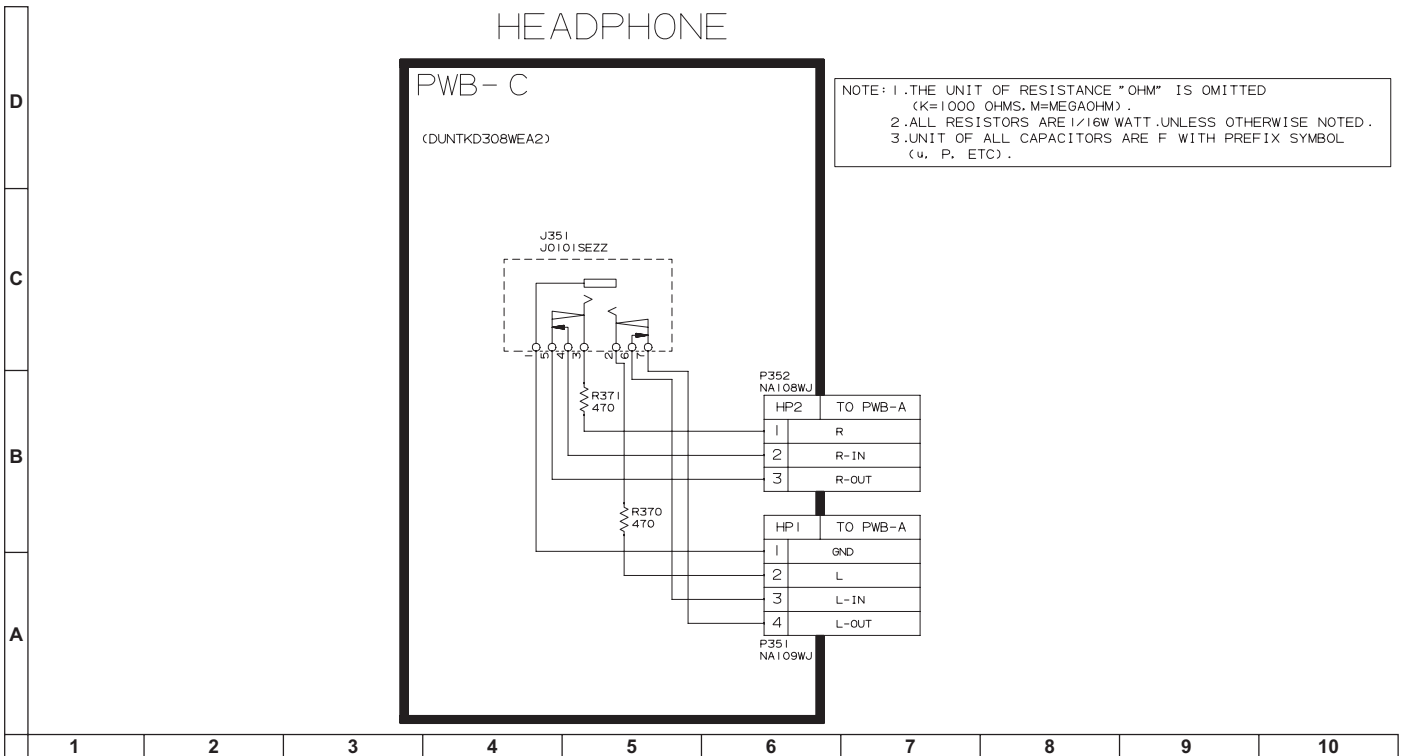 HEADPHONE
PWB- C
(DUNTKD308WEA2)
NOTE: 1.THE UNIT OF RESISTANCE "OHM" IS OMITTED
(K=1000 OHMS, M=MEGAOHM).
2.ALL RESISTORS ARE 1/16W WATT.UNLESS OTHERWISE NOTED.
3.UNIT OF ALL CAPACITORS ARE F WITH PREFIX SYMBOL
(u, P, ETC).
J351
J0101SEZZ
1 5 4 3 2 6 7
R371
470
P352
NA108WJ
HP2 TO PWB-A
1 R
2 R-IN
3 R-OUT
R370
470
HP1 TO PWB-A
1 GND
2 L
3 L-IN
4 L-OUT
P351
NA109WJ
D
C
B
A
1 2 3 4 5 6 7 8 9 10